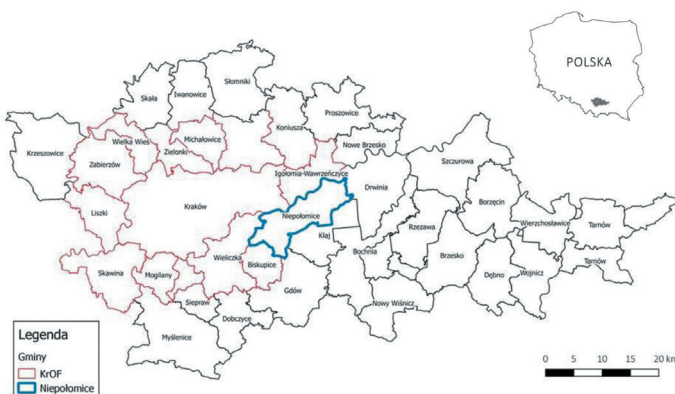 POLSKA
Słomniki
Skała
Iwanowice
Proszowice
Koniusza
Michałowice
Wielka Wieś
Nowe Brzesko
Krzeszowice
Zielonki
Zabierzów
Szczurowa
Igołomia-Wawrzeńczyce
Drwinia
Borzęcin
Kraków
Liszki
Niepołomice
Wierzchosławice
Tarnów
Rzezawa
Kłaj
Bochnia
Brzesko
Wieliczka
Biskupice
Tarnów
Skawina
Mogilany
Dębno
Wojnicz
Gdów
Siepraw
Nowy Wiśnicz
Dobczyce
Myślenice
Legenda
Gminy
KrOF
Niepołomice
0 5 10 15 20 km